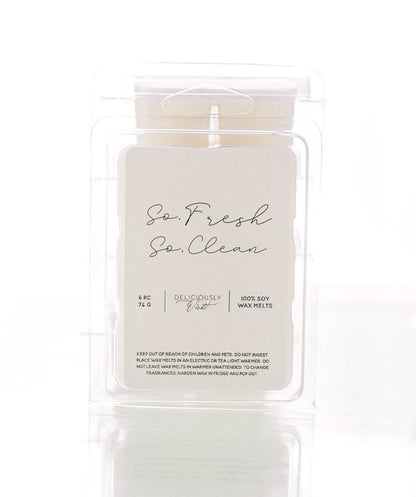 So. Fresh
So. Clean
6 PC
74 G
DELICIOUSLY
100% SOY
WAX MELTS
KEEP OUT OF REACH OF CHILDREN AND PETS. DO NOT INGEST
PLACE WAX MELTS IN AN ELECTRIC OR TEA LIGHT WARMER. DO
NOT LEAVE WAX MELTS IN WARMER UNATTENDED. TO CHANGE
FRAGRANCES, HARDEN WAX IN FRIDGE AND POP OUT.